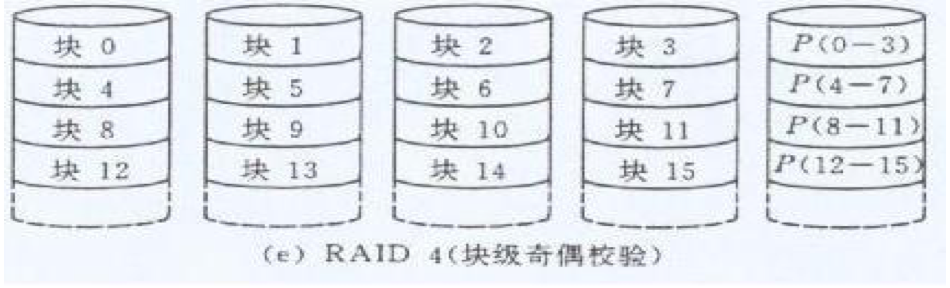 块 0 块 1 块 2 块 3 P(0—3)
块 4 块 5 块 6 块 7 P(4—7)
块 8 块 9 块 10 块 11 P(8—11)
块 12 块 13 块 14 块 15 P(12—15)
(e) RAID 4(块级奇偶校验)